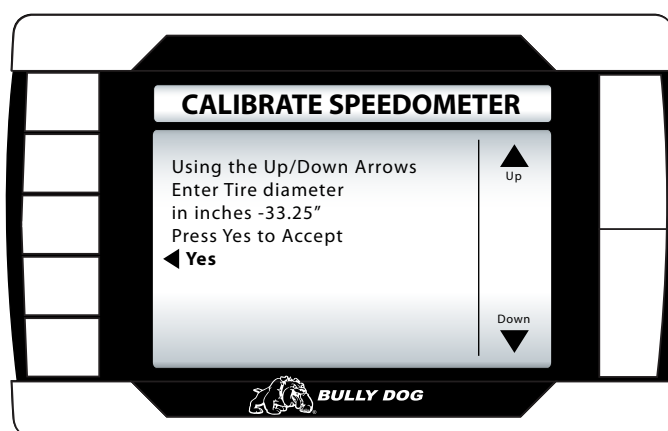 CALIBRATE SPEEDOMETER
Using the Up/Down Arrows
Enter Tire diameter
in inches -33.25”
Press Yes to Accept
Yes
Up
Down
BULLY DOG